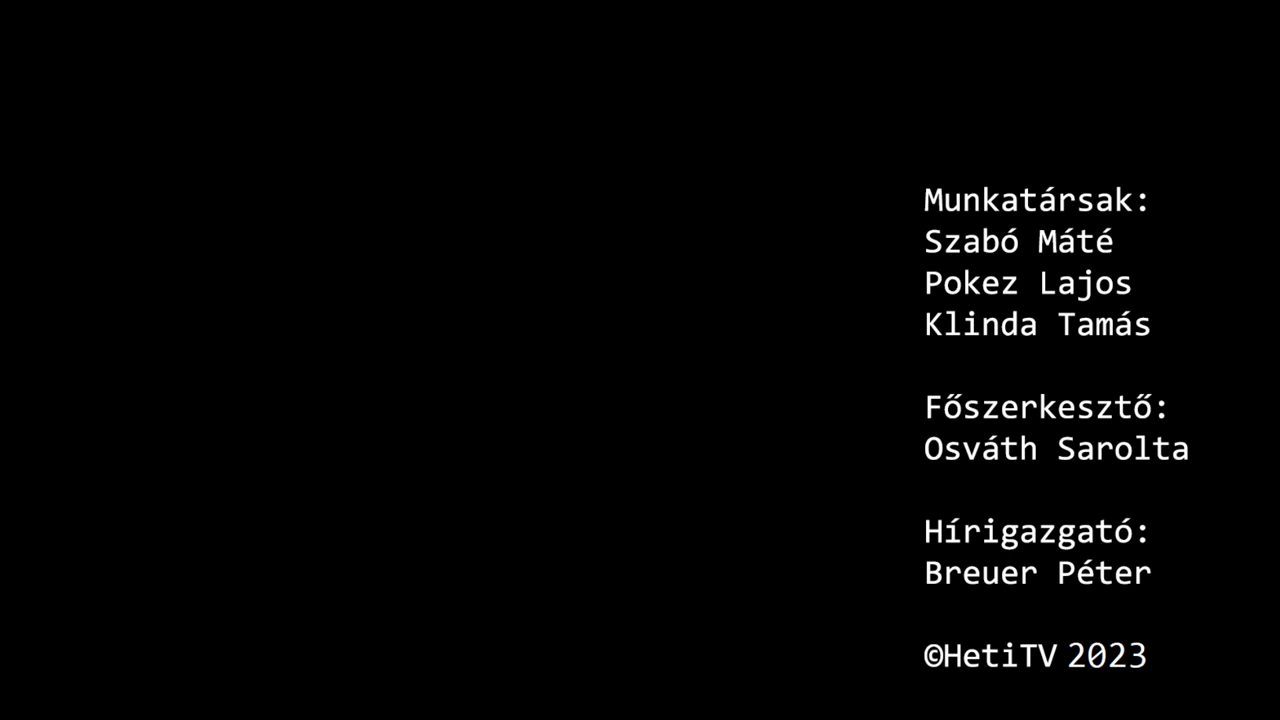 Munkatársak:
Szabó Máté
Pokez Lajos
Klinda Tamás
Főszerkesztő:
Osváth Sarolta
Hírigazgató:
Breuer Péter
©HetiTV 2023